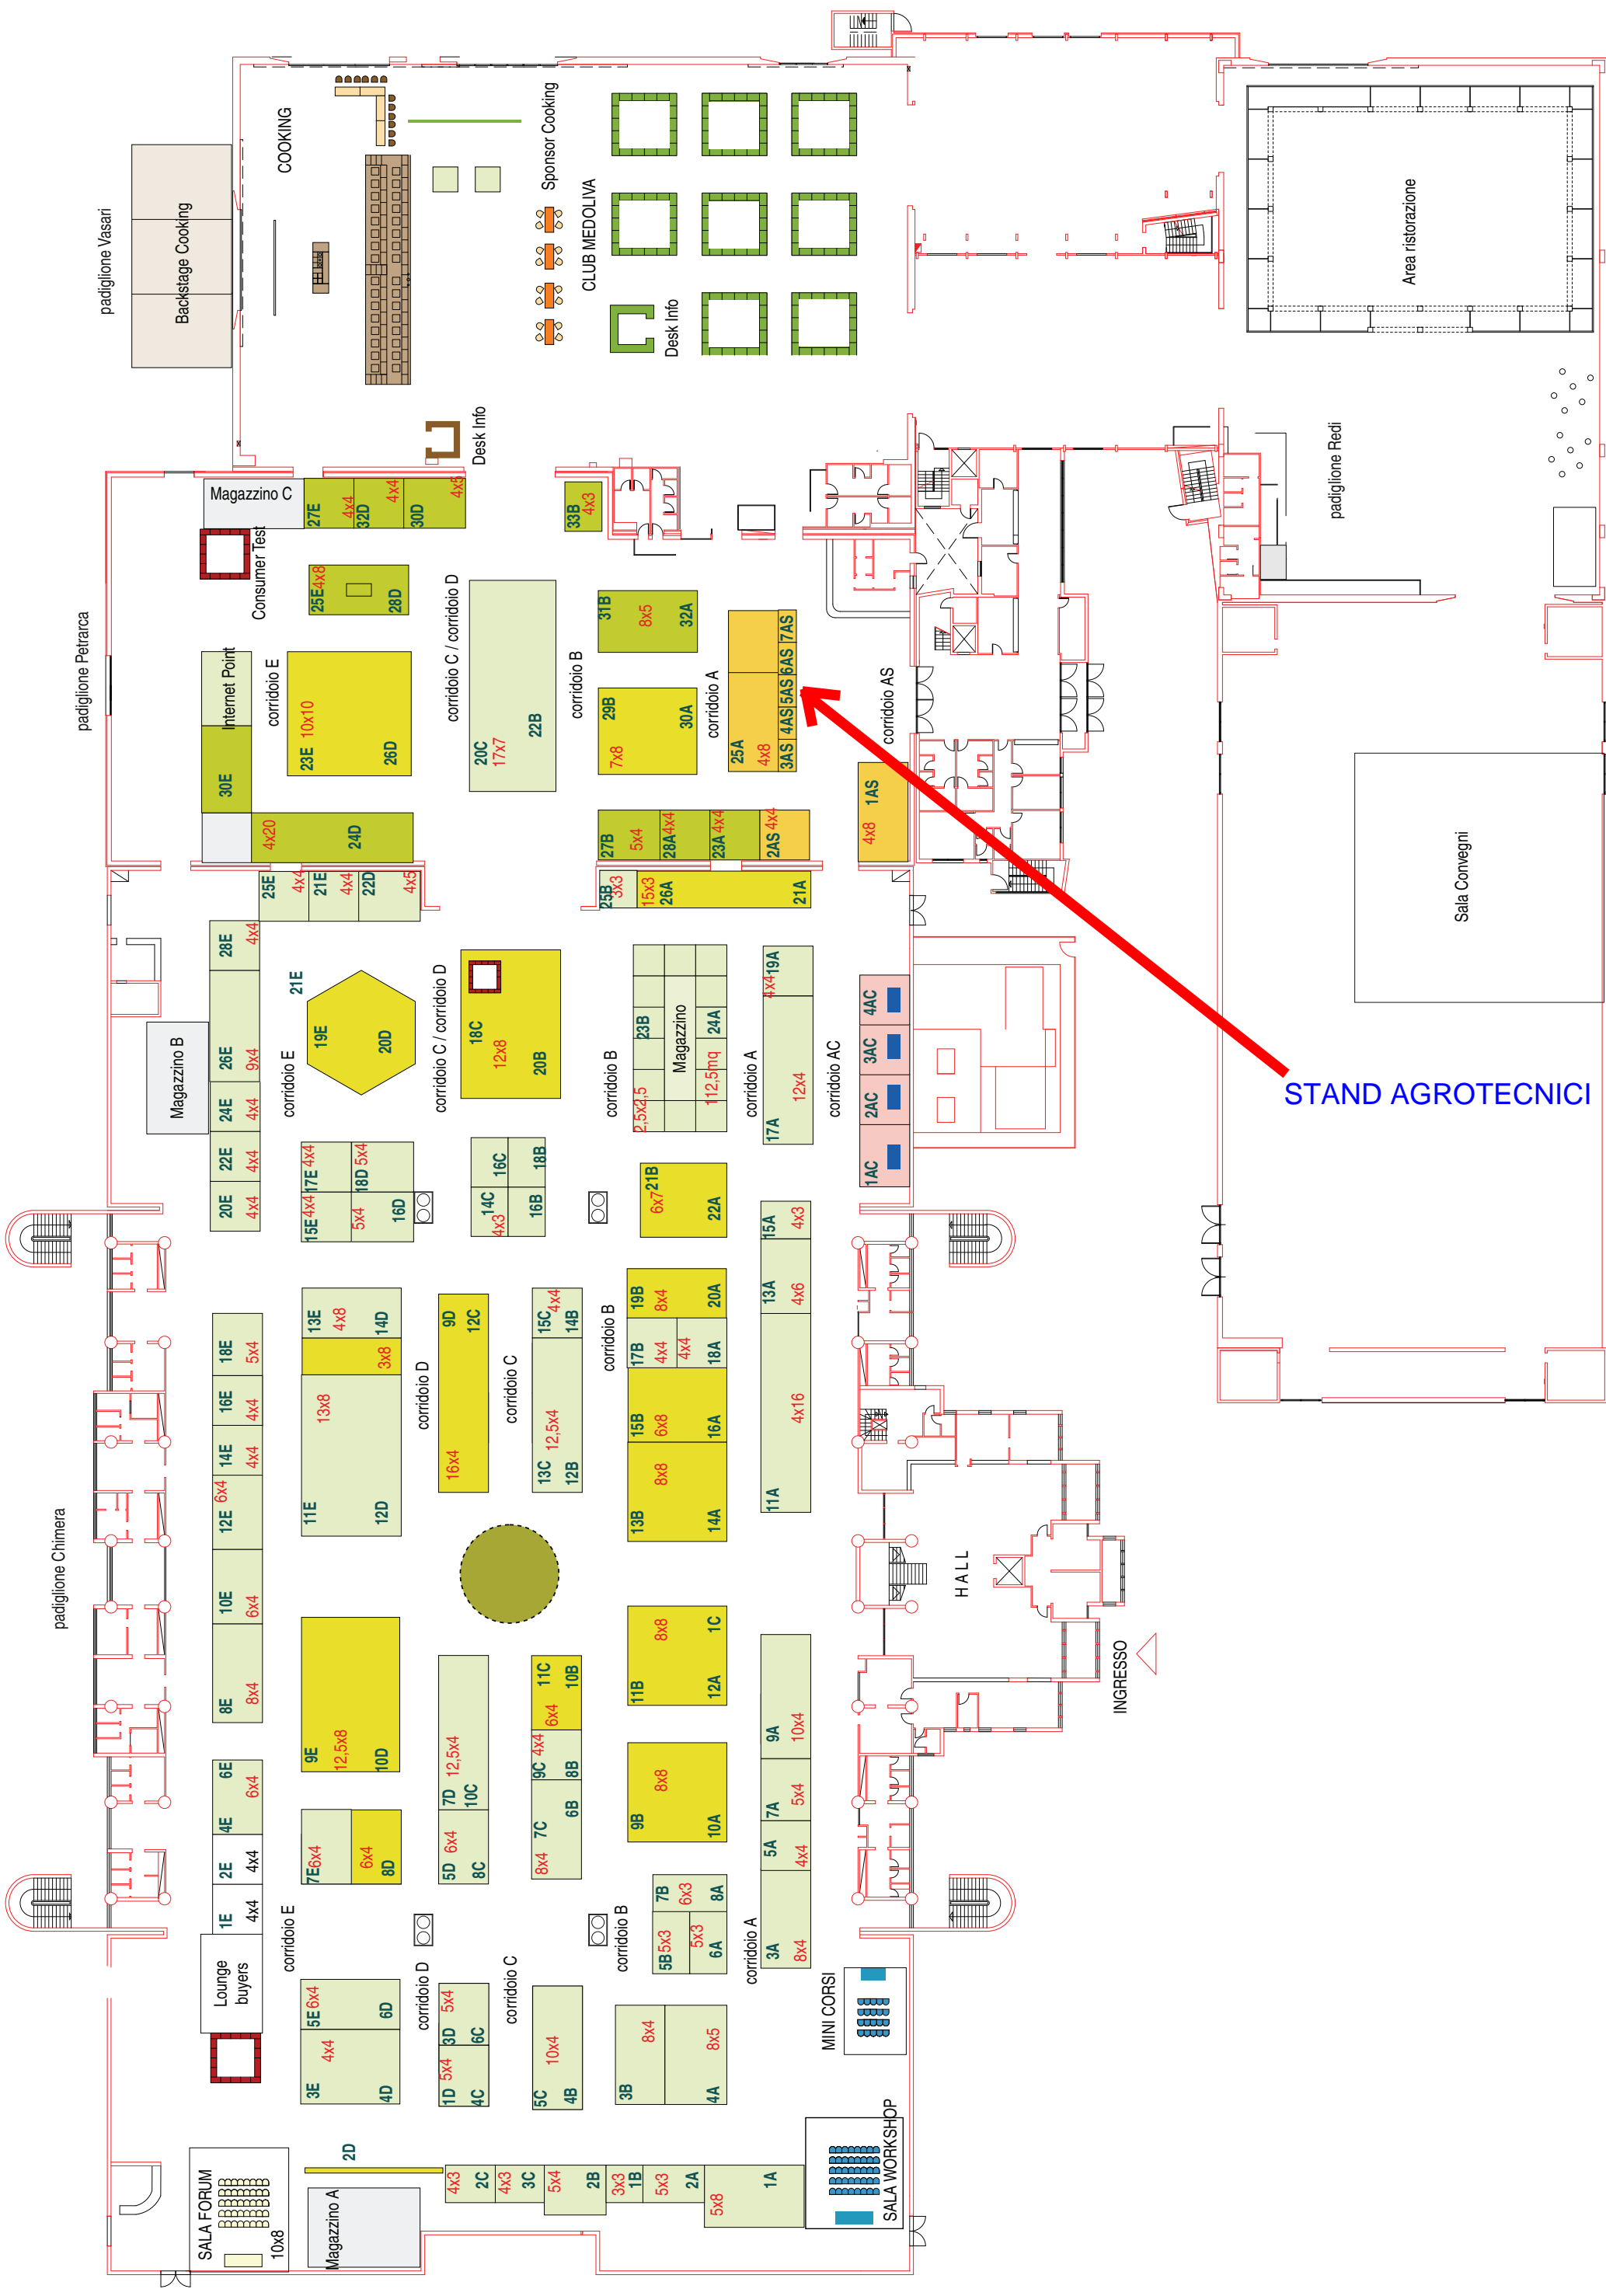 padiglione Vasari
Backstage Cooking
COOKING
Sponsor Cooking
CLUB MEDOLIVA
Desk Info
Desk Info
Area ristorazione
padiglione Redi
padiglione Petrarca
Magazzino C
27E
4x4
32D
4x4
30D
4x5
33B
4x3
Consumer Test
25E
4x8
28D
Internet Point
30E
corridoio E
23E
10x10
26D
4x20
24D
corridoio C / corridoio D
20C
17x7
22B
corridoio B
31B
8x5
32A
29B
7x8
30A
corridoio A
25A
4x8
3AS
4AS
5AS
6AS
7AS
corridoio AS
1AS
4x8
27B
5x4
28A
4x4
23A
4x4
2AS
4x4
25B
3x3
15x3
26A
21A
25E
4x4
21E
4x4
22D
4x5
28E
4x4
26E
9x4
24E
4x4
22E
4x4
20E
4x4
Magazzino B
21E
19E
20D
corridoio E
corridoio C / corridoio D
18C
12x8
20B
corridoio B
23B
24A
Magazzino
2,5x2,5
112,5mq
corridoio A
4x4
19A
17A
12x4
corridoio AC
4AC
3AC
2AC
1AC
STAND AGROTECNICI
Sala Convegni
17E
4x4
18D
5x4
15E
4x4
5x4
16D
16C
18B
14C
4x3
16B
21B
6x7
22A
15A
4x3
13A
4x6
4x16
11A
padiglione Chimera
18E
5x4
16E
4x4
14E
4x4
12E
6x4
10E
6x4
8E
8x4
13E
4x8
14D
3x8
13x8
11E
12D
corridoio D
9D
12C
16x4
corridoio C
15C
4x4
14B
12,5x4
13C
12B
corridoio B
19B
8x4
20A
17B
4x4
4x4
18A
15B
6x8
16A
13B
8x8
14A
HALL
INGRESSO
9E
12,5x8
10D
7D
12,5x4
10C
11C
10B
6x4
9C
4x4
8B
11B
8x8
1C
12A
9B
8x8
10A
9A
10x4
7A
5x4
5A
4x4
3A
8x4
6E
6x4
4E
2E
4x4
1E
4x4
7E
6x4
6x4
8D
5D
6x4
8C
7C
6B
8x4
7B
6x3
8A
5B
5x3
5x3
6A
Lounge
buyers
corridoio E
corridoio D
corridoio C
corridoio B
corridoio A
5E
6x4
6D
3E
4x4
4D
3D
5x4
6C
1D
5x4
4C
5C
10x4
4B
3B
8x4
4A
8x5
MINI CORSI
SALA WORKSHOP
SALA FORUM
10x8
Magazzino A
2D
4x3
2C
4x3
3C
5x4
2B
3x3
1B
5x3
2A
5x8
1A